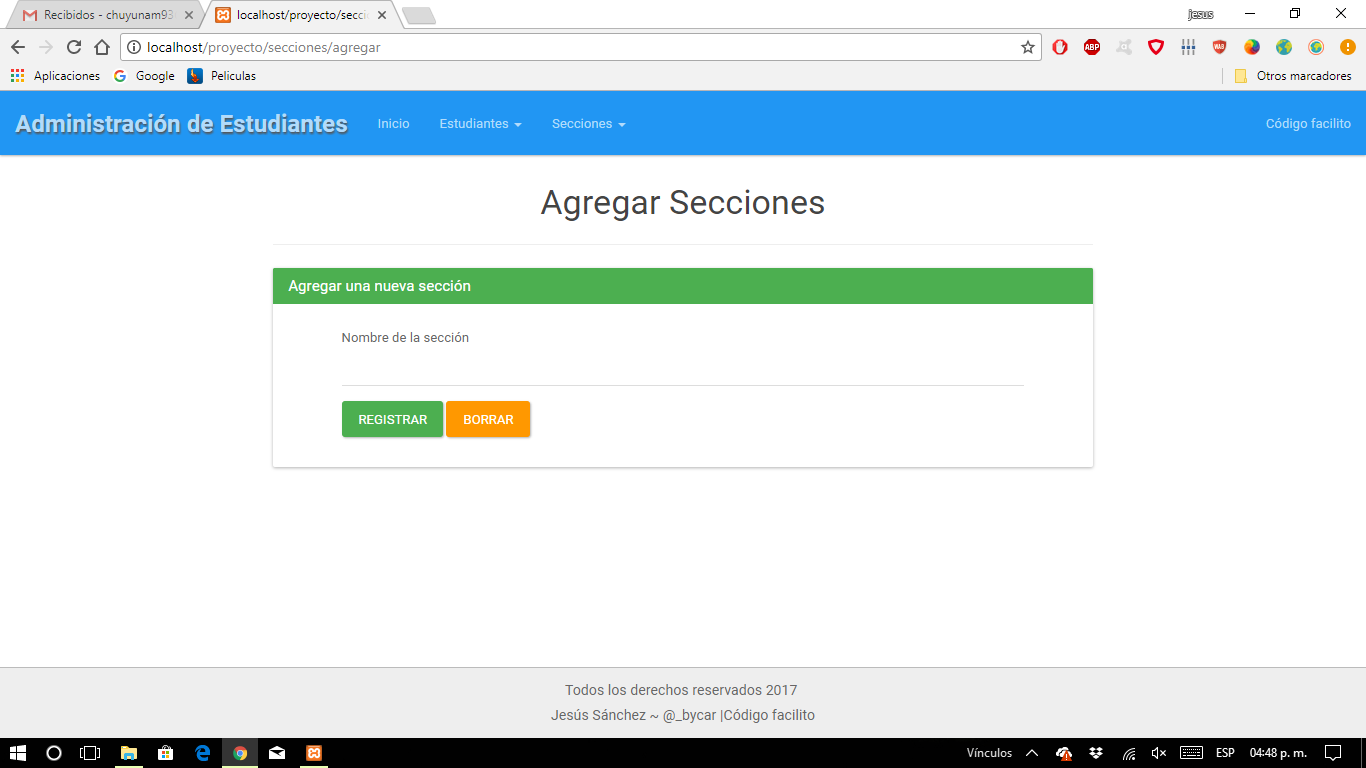 Recibidos - chuyunam93
localhost/proyecto/secci
jesus
localhost/proyecto/secciones/agregar
ABP
WAB
Aplicaciones
Google
Peliculas
Otros marcadores
Administración de Estudiantes
Inicio
Estudiantes
Secciones
Código facilito
Agregar Secciones
Agregar una nueva sección
Nombre de la sección
REGISTRAR
BORRAR
Todos los derechos reservados 2017
Jesús Sánchez ~ @_bycar |Código facilito
Vínculos
ESP
04:48 p. m.